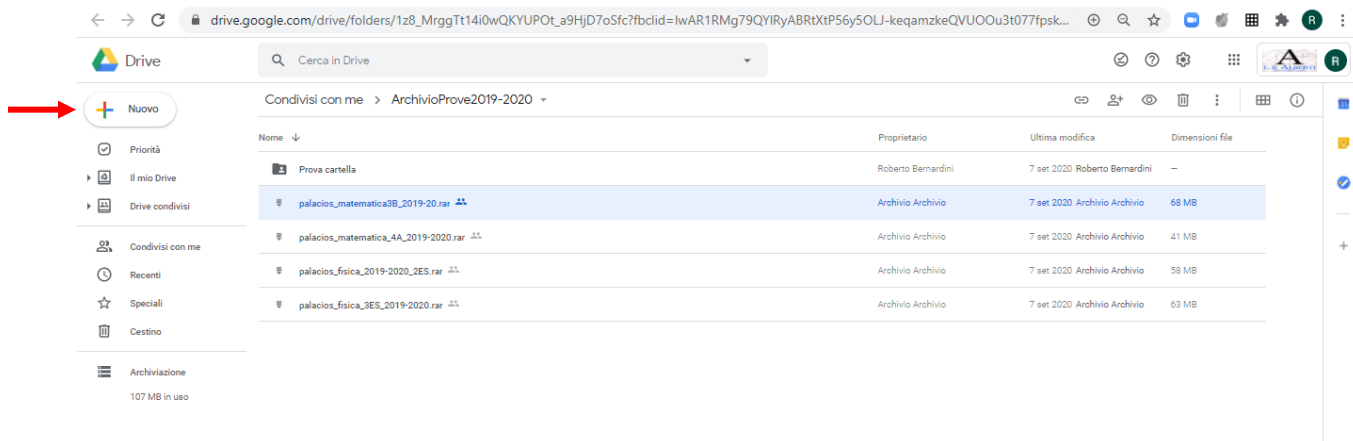 drive.google.com/drive/folders/1z8_MrggTt14i0wQKYUPOt_a9HjD7oSfc?fbclid=IwAR1RMg79QYlRyABRtXtP56y5OLJ-keqamzkeQVUOOu3t077fpsk...
R
Drive
Cerca in Drive
A
R
Nuovo
Condivisi con me > ArchivioProve2019-2020
Nome Proprietario Ultima modifica Dimensioni file
Priorità
Prova cartella Roberto Bernardini 7 set 2020 Roberto Bernardini —
Il mio Drive
palacios_matematica3B_2019-20.rar Archivio Archivio 7 set 2020 Archivio Archivio 68 MB
Drive condivisi
palacios_matematica_4A_2019-2020.rar Archivio Archivio 7 set 2020 Archivio Archivio 41 MB
Condivisi con me
palacios_fisica_2019-2020_2ES.rar Archivio Archivio 7 set 2020 Archivio Archivio 58 MB
Recenti
palacios_fisica_3ES_2019-2020.rar Archivio Archivio 7 set 2020 Archivio Archivio 63 MB
Speciali
Cestino
Archiviazione
107 MB in uso